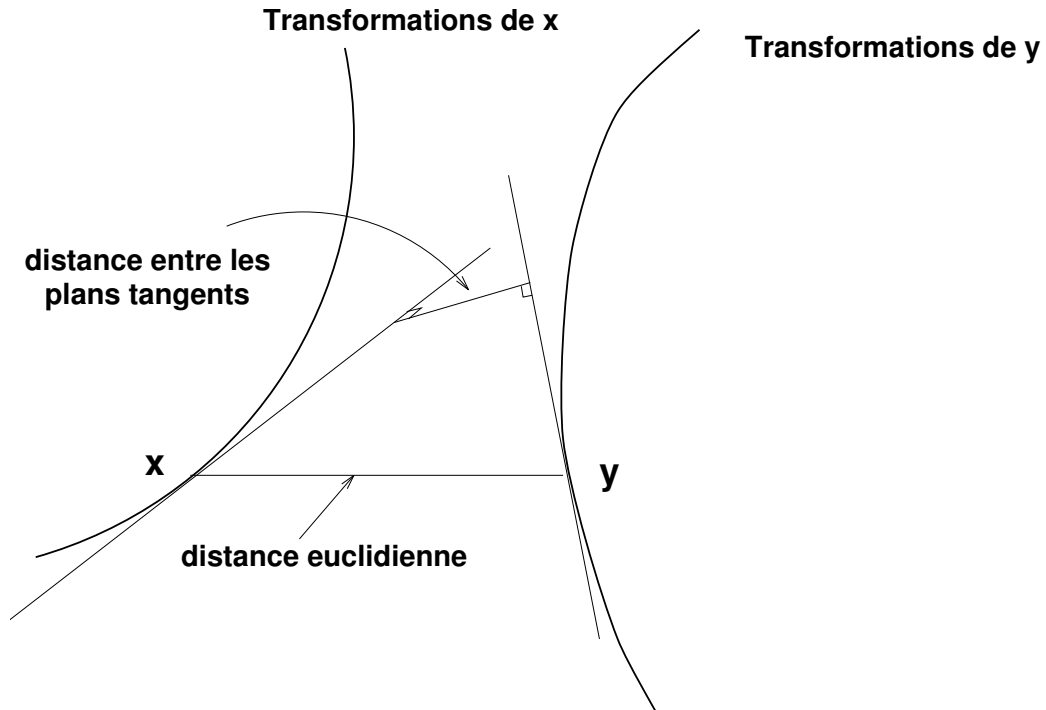 Transformations de x
Transformations de y
distance entre les
plans tangents
x
y
distance euclidienne